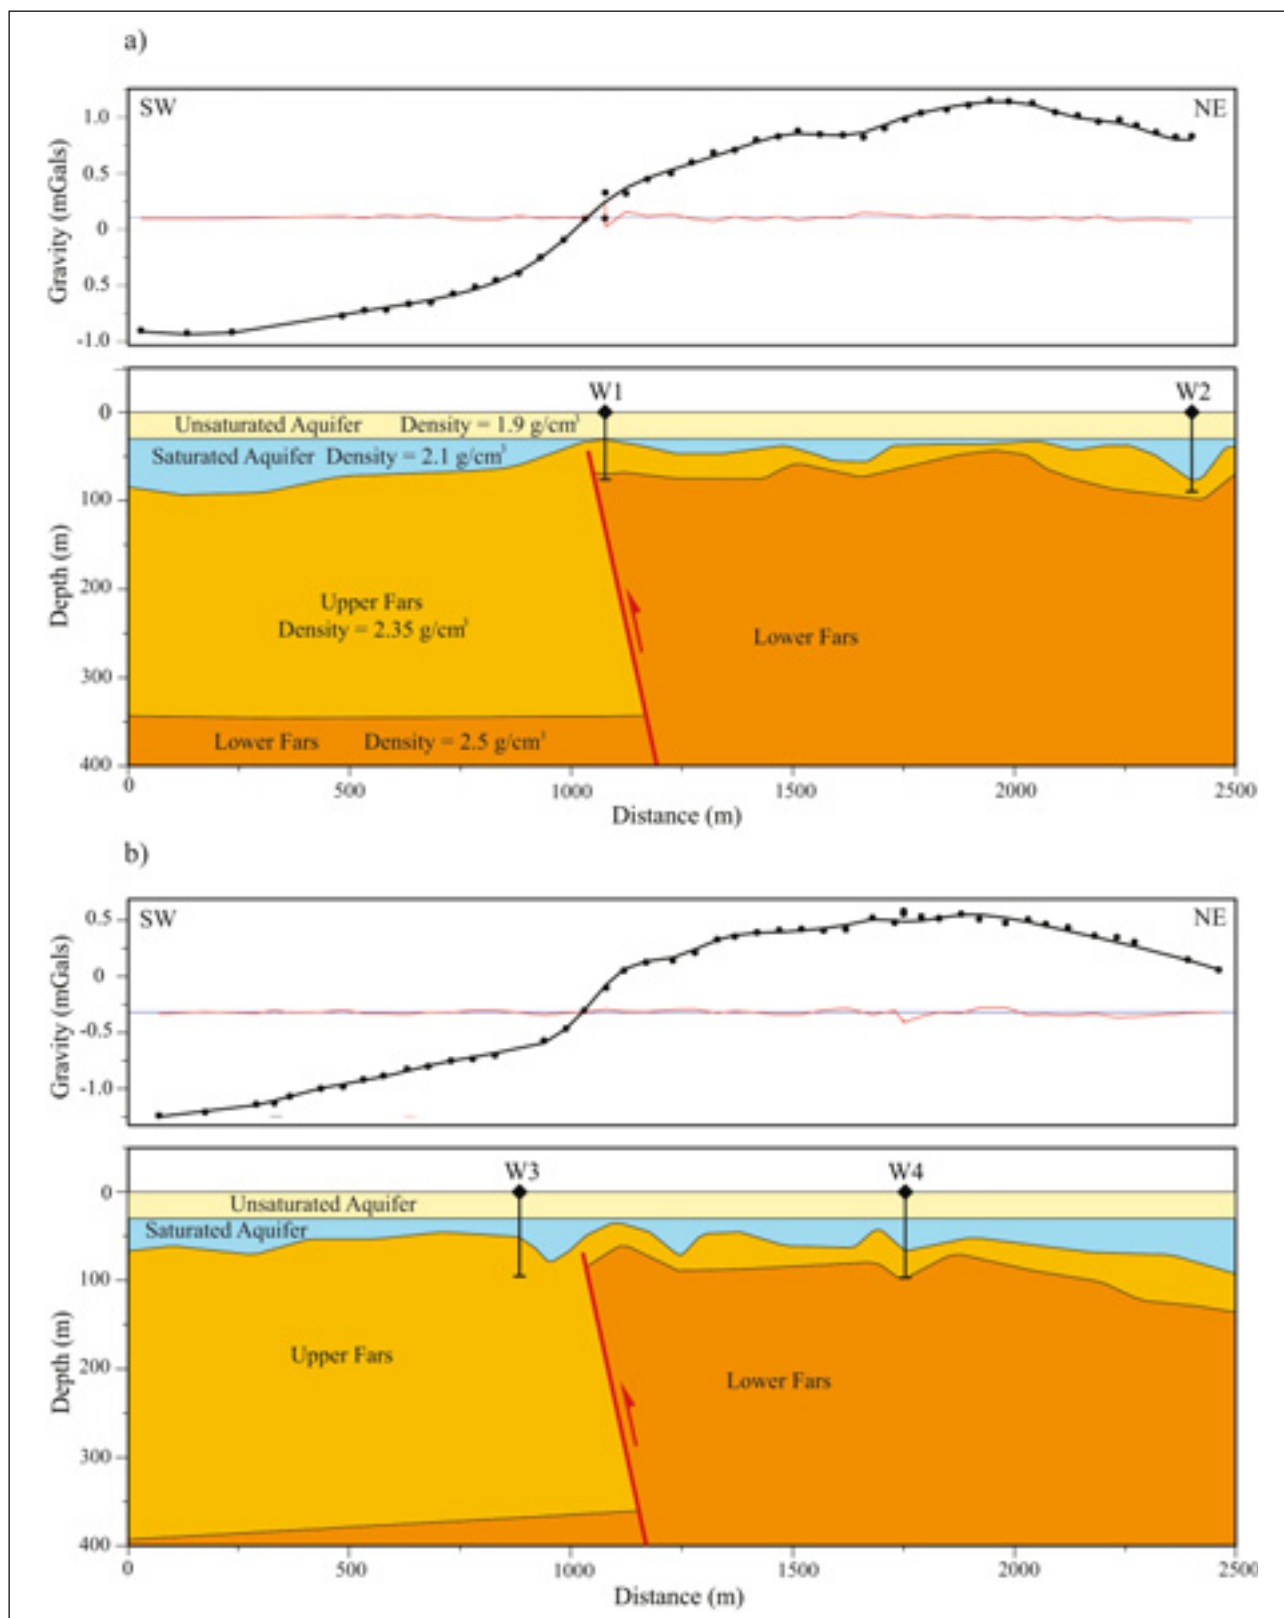 a)
SW
NE
1.0
0.5
0
0.5
-1.0
Gravity (mGals)
W1
W2
0
Unsaturated Aquifer Density = 1.9 g/cm³
Saturated Aquifer Density = 2.1 g/cm³
100
200
Upper Fars
Density = 2.35 g/cm³
Lower Fars
300
Lower Fars Density = 2.5 g/cm³
400
Depth (m)
0 500 1000 1500 2000 2500
Distance (m)
b)
SW
NE
0.5
0
-0.5
-1.0
Gravity (mGals)
W3
W4
0
Unsaturated Aquifer
Saturated Aquifer
100
Upper Fars
200
Lower Fars
300
400
Depth (m)
0 500 1000 1500 2000 2500
Distance (m)